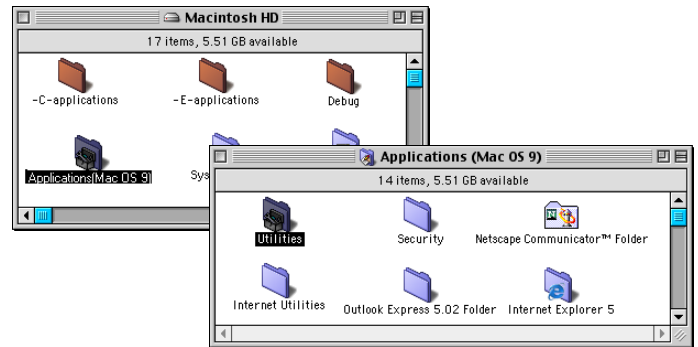 Macintosh HD
17 items, 5.51 GB available
-C-applications
-E-applications
Debug
Applications(Mac OS 9)
Applications (Mac OS 9)
14 items, 5.51 GB available
Utilities
Security
Netscape Communicator™ Folder
Internet Utilities
Outlook Express 5.02 Folder
Internet Explorer 5